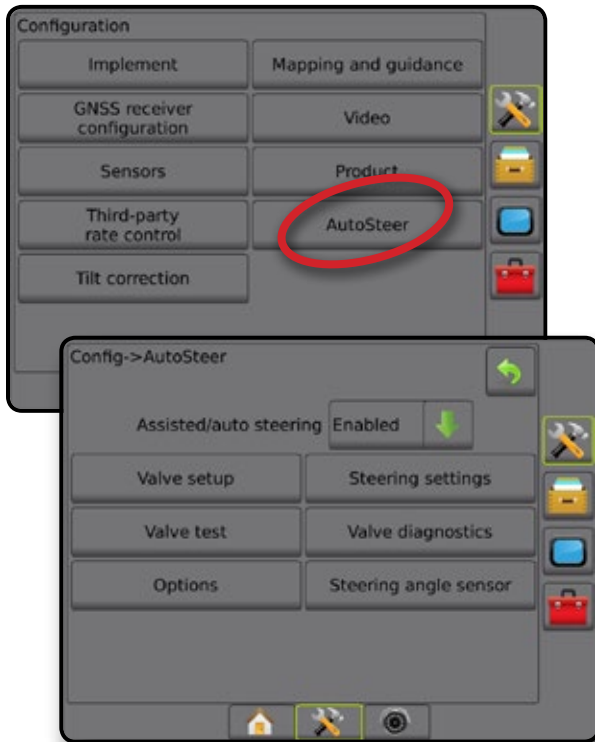 Configuration
Implement
Mapping and guidance
GNSS receiver
configuration
Video
Sensors
Product
Third-party
rate control
AutoSteer
Tilt correction
Config->AutoSteer
Assisted/auto steering Enabled
Valve setup
Steering settings
Valve test
Valve diagnostics
Options
Steering angle sensor